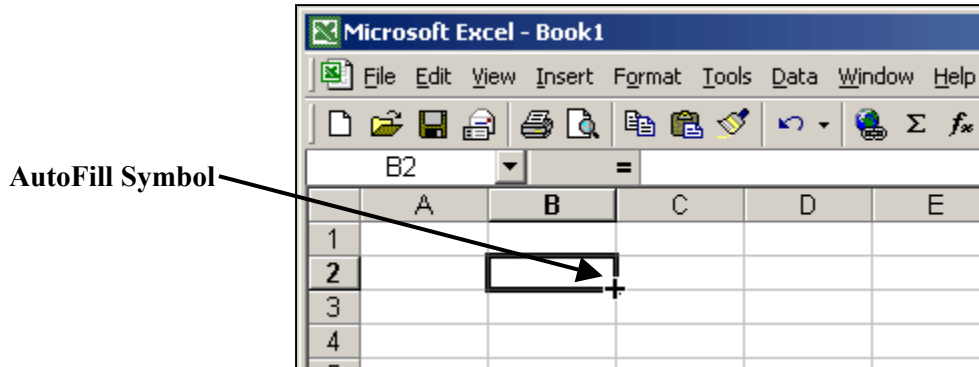 Microsoft Excel - Book1
File Edit View Insert Format Tools Data Window Help
Σ fx
B2 =
AutoFill Symbol
A B C D E
1
2
3
4